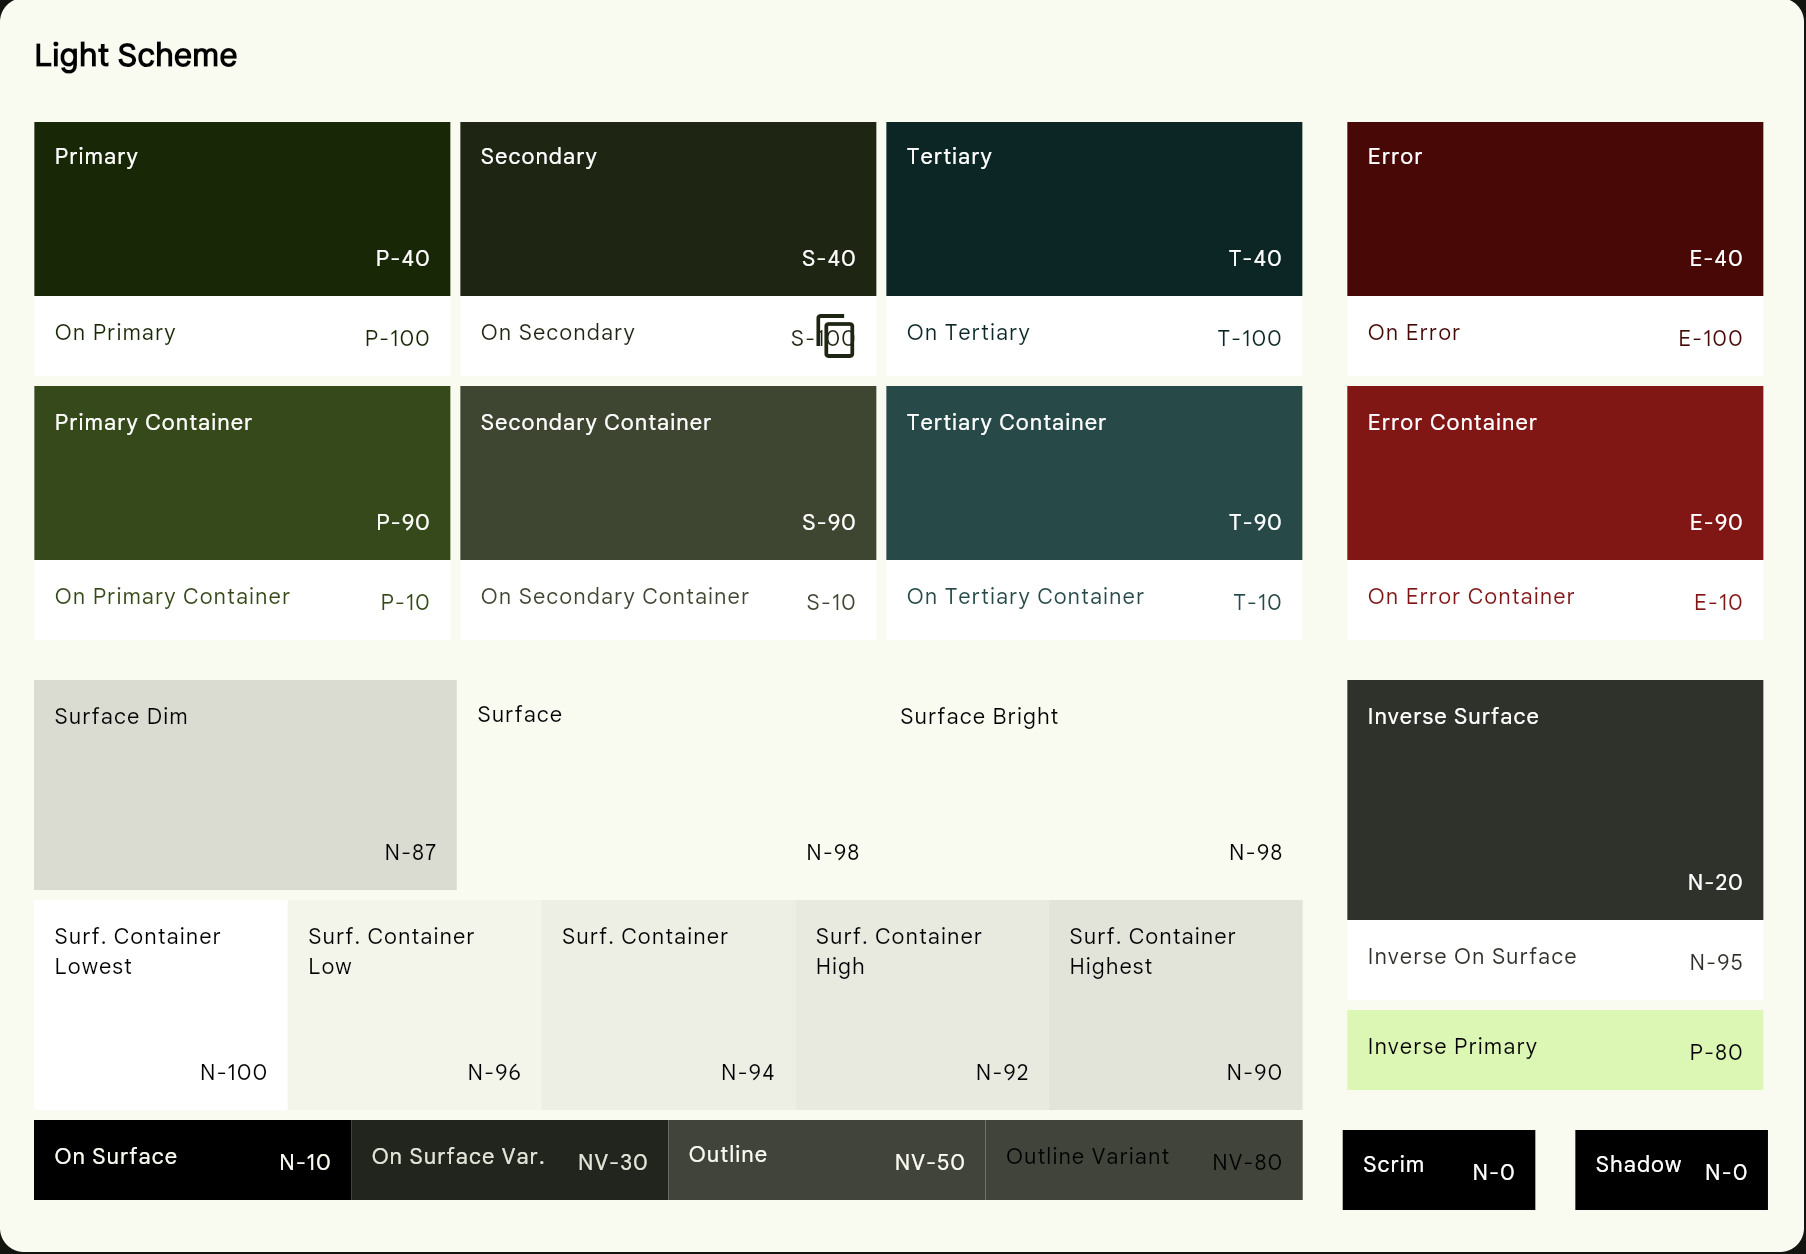 Light Scheme
Primary
P-40
Secondary
S-40
Tertiary
T-40
Error
E-40
On Primary
P-100
On Secondary
S-100
On Tertiary
T-100
On Error
E-100
Primary Container
P-90
Secondary Container
S-90
Tertiary Container
T-90
Error Container
E-90
On Primary Container
P-10
On Secondary Container
S-10
On Tertiary Container
T-10
On Error Container
E-10
Surface Dim
N-87
Surface
N-98
Surface Bright
N-98
Inverse Surface
N-20
Surf. Container
Lowest
N-100
Surf. Container
Low
N-96
Surf. Container
N-94
Surf. Container
High
N-92
Surf. Container
Highest
N-90
Inverse On Surface
N-95
Inverse Primary
P-80
On Surface
N-10
On Surface Var.
NV-30
Outline
NV-50
Outline Variant
NV-80
Scrim
N-0
Shadow
N-0